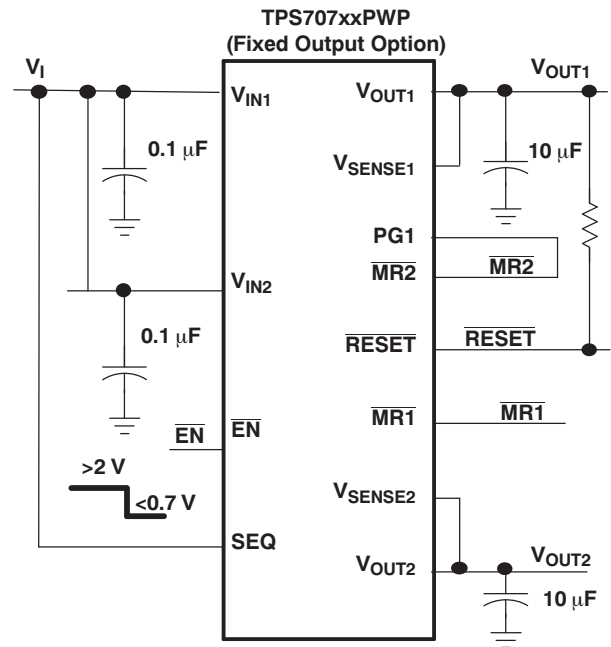 TPS707xxPWP
(Fixed Output Option)
VI
VIN1
VOUT1
VOUT1
0.1 μF
10 μF
VSENSE1
PG1
MR2
MR2
VIN2
0.1 μF
RESET
RESET
EN
EN
MR1
MR1
>2 V
<0.7 V
VSENSE2
SEQ
VOUT2
VOUT2
10 μF